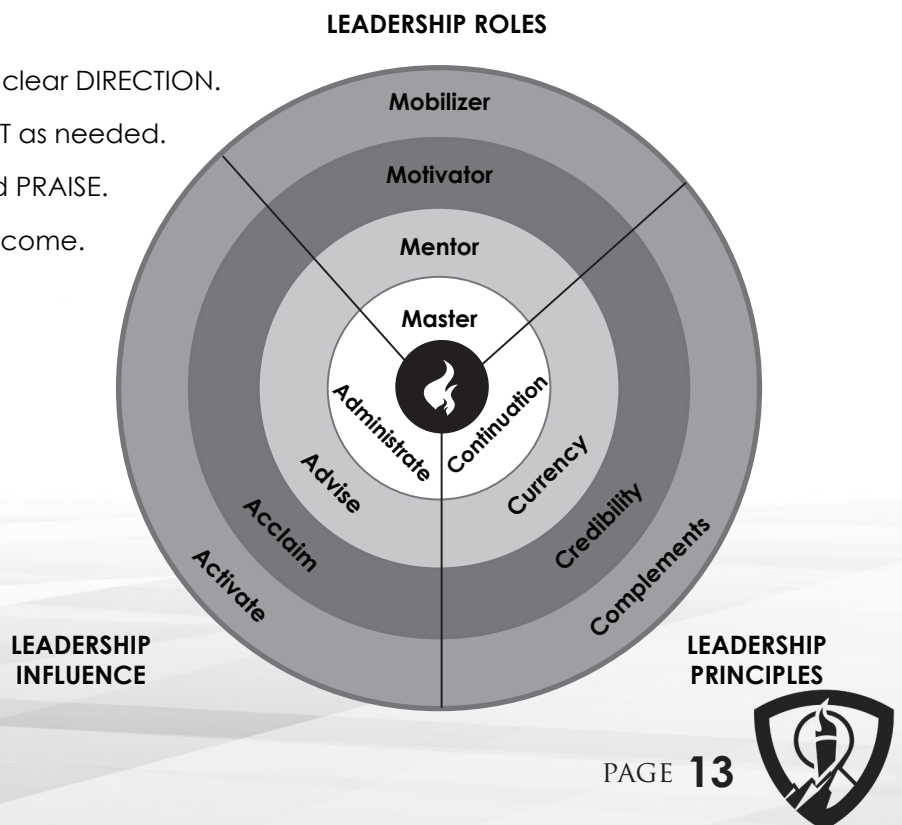 LEADERSHIP ROLES
clear DIRECTION.
T as needed.
d PRAISE.
come.
Mobilizer
Motivator
Mentor
Master
Administrate
Continuation
Advise
Currency
Acclaim
Credibility
Activate
Complements
LEADERSHIP
INFLUENCE
LEADERSHIP
PRINCIPLES
PAGE 13